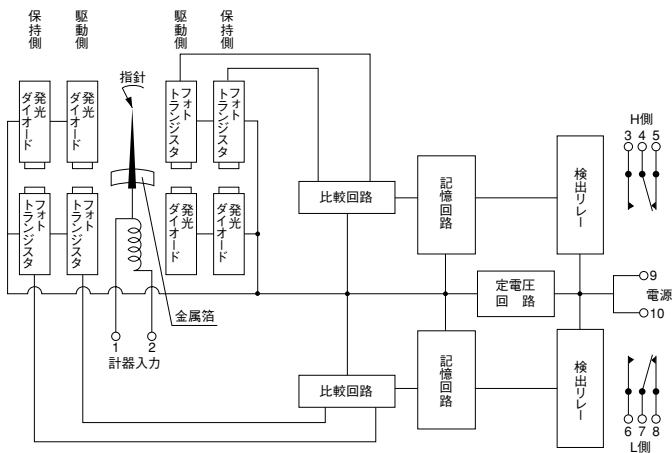 保持側
駆動側
駆動側
保持側
指針
発光
ダイオード
発光
ダイオード
フォト
トランジスタ
フォト
トランジスタ
フォト
トランジスタ
フォト
トランジスタ
発光
ダイオード
発光
ダイオード
金属箔
1 2
計器入力
比較回路
記憶回路
検出リレー
H側
3 4 5
定電圧
回 路
9
電源
10
比較回路
記憶回路
検出リレー
6 7 8
L側